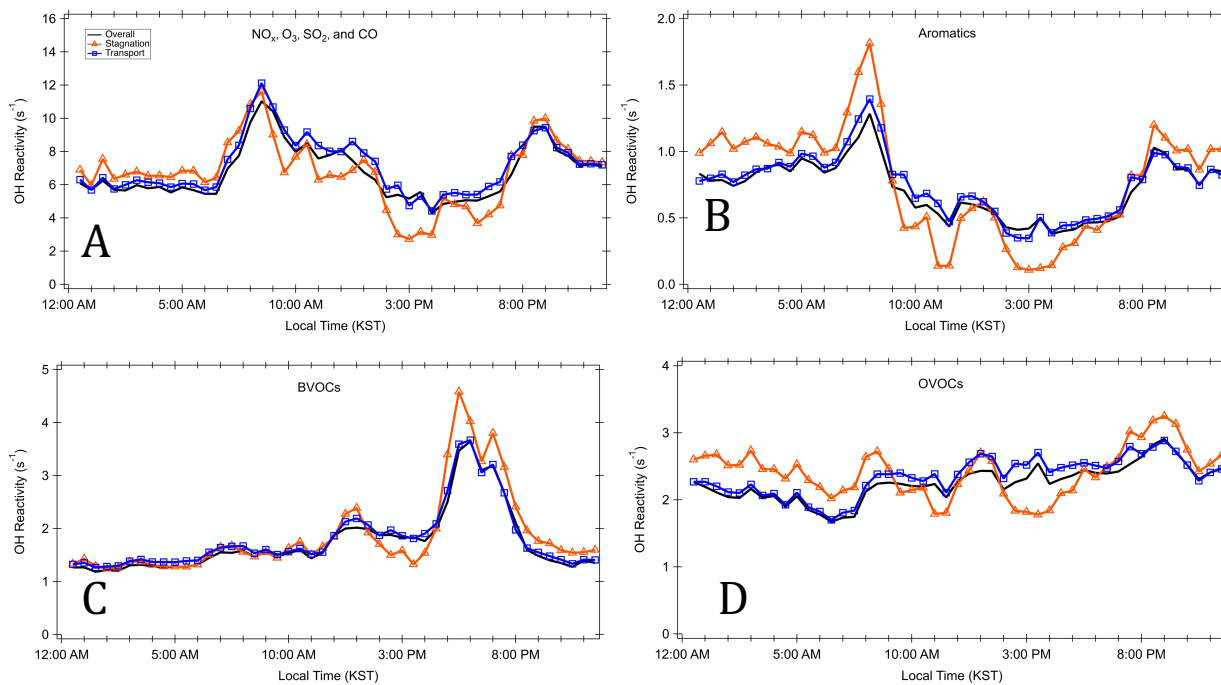 NOx, O3, SO2, and CO
Overall
Stagnation
Transport
OH Reactivity (s-1)
16
14
12
10
8
6
4
2
0
A
12:00 AM 5:00 AM 10:00 AM 3:00 PM 8:00 PM
Local Time (KST)
Aromatics
OH Reactivity (s-1)
2.0
1.5
1.0
0.5
0.0
B
12:00 AM 5:00 AM 10:00 AM 3:00 PM 8:00 PM
Local Time (KST)
BVOCs
OH Reactivity (s-1)
5
4
3
2
1
0
C
12:00 AM 5:00 AM 10:00 AM 3:00 PM 8:00 PM
Local Time (KST)
OVOCs
OH Reactivity (s-1)
4
3
2
1
0
D
12:00 AM 5:00 AM 10:00 AM 3:00 PM 8:00 PM
Local Time (KST)